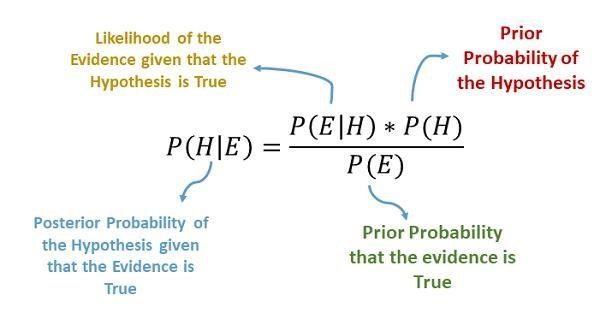 Likelihood of the
Evidence given that the
Hypothesis is True
Prior
Probability of
the Hypothesis
P(H|E) = P(E|H) * P(H)
P(E)
Posterior Probability of
the Hypothesis given
that the Evidence is
True
Prior Probability
that the evidence is
True